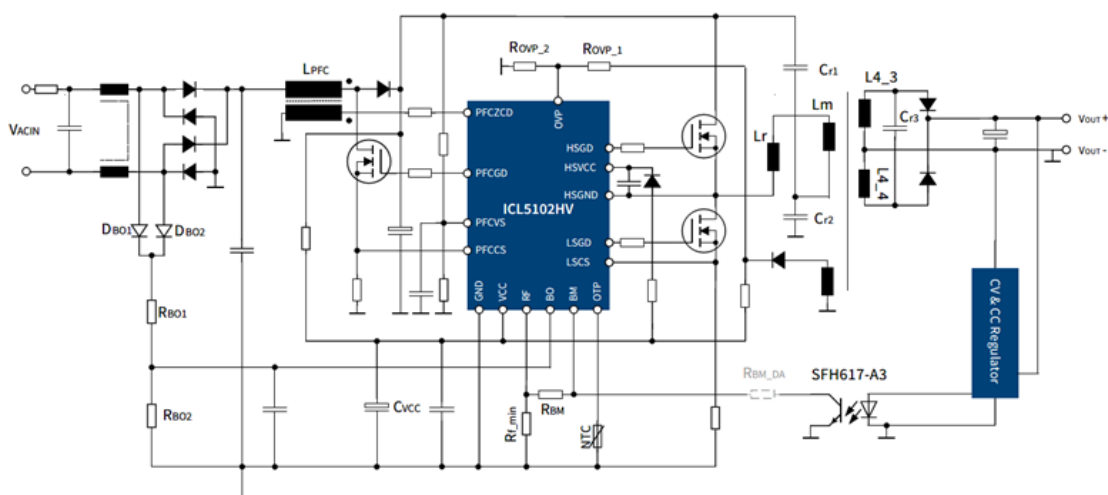 ROVP_2
ROVP_1
LPFC
Cr1
L4_3
VACIN
PFCZCD
OVP
Lm
Cr3
VOUT+
Lr
HSGD
VOUT-
PFCGD
HSVCC
HSGND
L4_4
ICL5102HV
DBO1
DBO2
PFCVS
Cr2
LSGD
PFCCS
LSCS
GND
VCC
RF
BO
BM
OTP
CV & CC Regulator
RBO1
RBM_DA
SFH617-A3
RBO2
CVCC
RBM
Rf_min
NTC